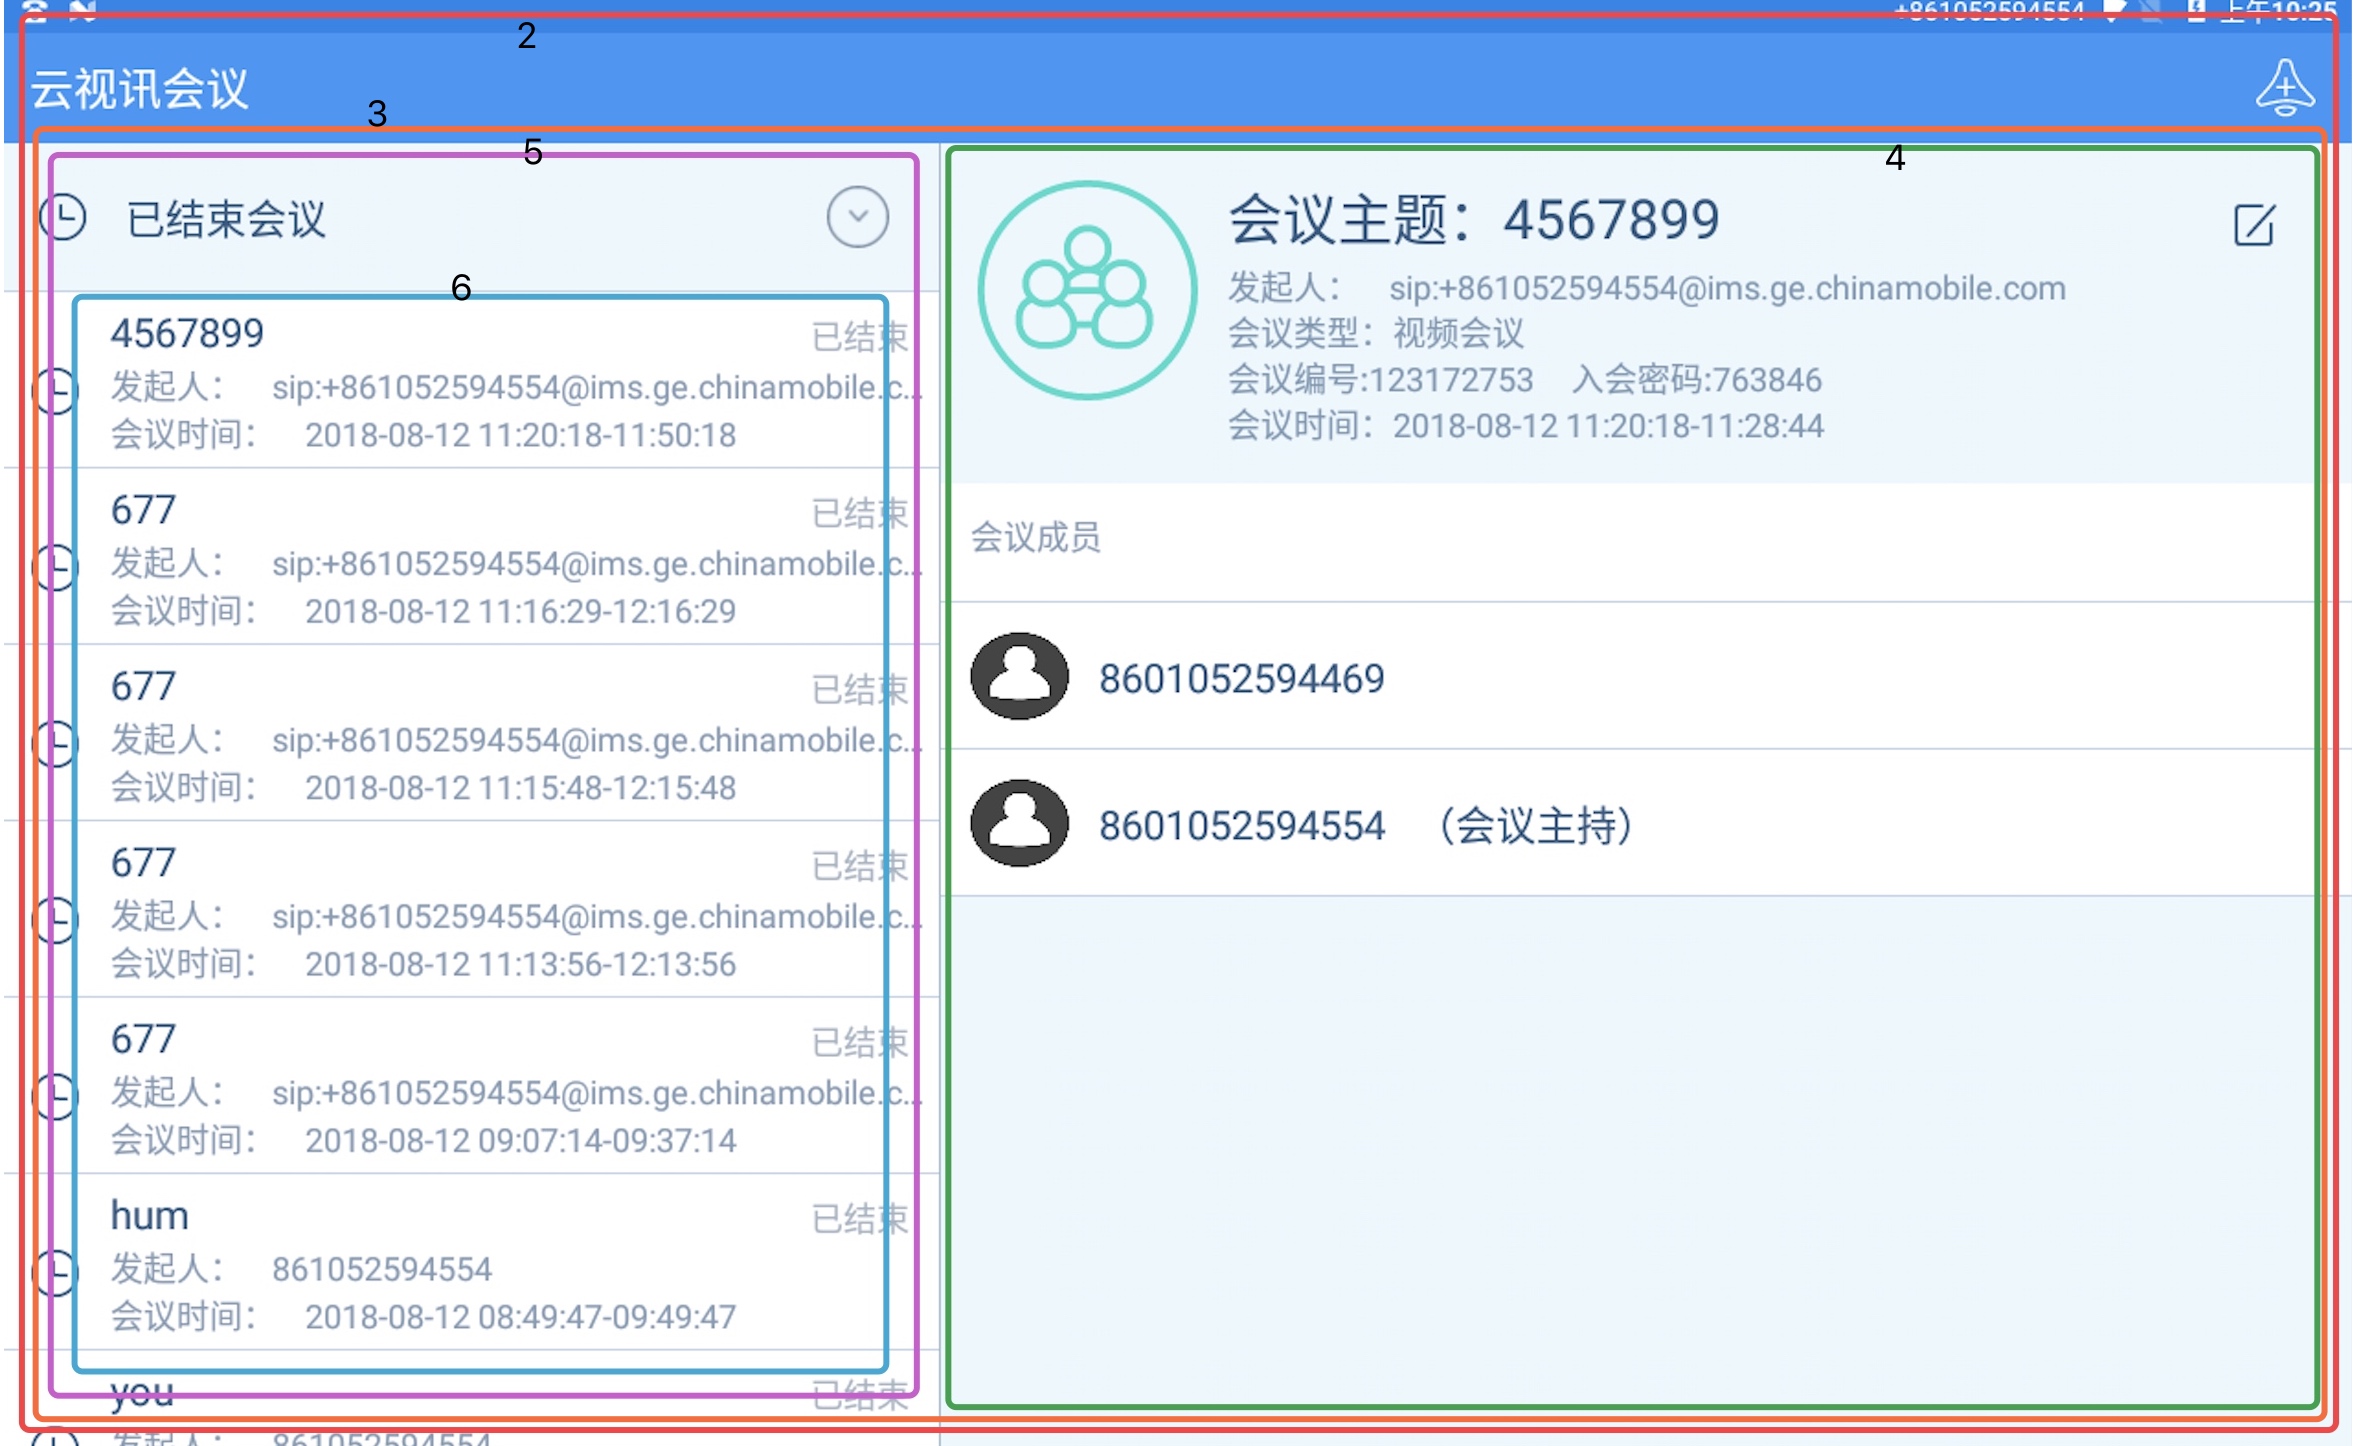 +861052594554 上午10:25
2
云视讯会议
3
5
已结束会议
6
4567899 已结束
发起人： sip:+861052594554@ims.ge.chinamobile.c...
会议时间： 2018-08-12 11:20:18-11:50:18
677 已结束
发起人： sip:+861052594554@ims.ge.chinamobile.c...
会议时间： 2018-08-12 11:16:29-12:16:29
677 已结束
发起人： sip:+861052594554@ims.ge.chinamobile.c...
会议时间： 2018-08-12 11:15:48-12:15:48
677 已结束
发起人： sip:+861052594554@ims.ge.chinamobile.c...
会议时间： 2018-08-12 11:13:56-12:13:56
677 已结束
发起人： sip:+861052594554@ims.ge.chinamobile.c...
会议时间： 2018-08-12 09:07:14-09:37:14
hum 已结束
发起人： 861052594554
会议时间： 2018-08-12 08:49:47-09:49:47
you 已结束
发起人： 861052594554
4
会议主题：4567899
发起人： sip:+861052594554@ims.ge.chinamobile.com
会议类型：视频会议
会议编号:123172753 入会密码:763846
会议时间：2018-08-12 11:20:18-11:28:44
会议成员
8601052594469
8601052594554 （会议主持）